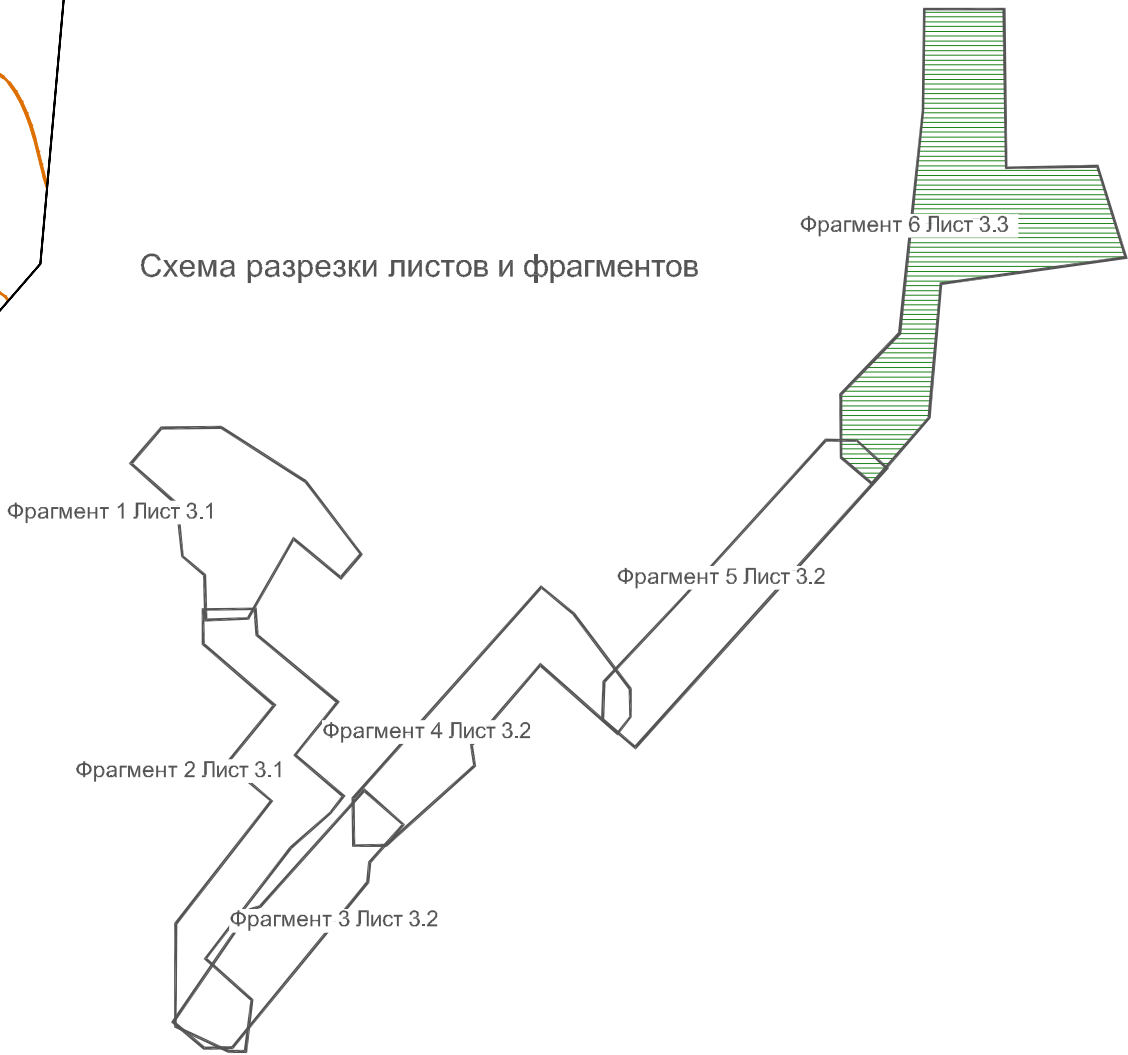 Фрагмент 6 Лист 3.3
Схема разрезки листов и фрагментов
Фрагмент 1 Лист 3.1
Фрагмент 5 Лист 3.2
Фрагмент 4 Лист 3.2
Фрагмент 2 Лист 3.1
Фрагмент 3 Лист 3.2